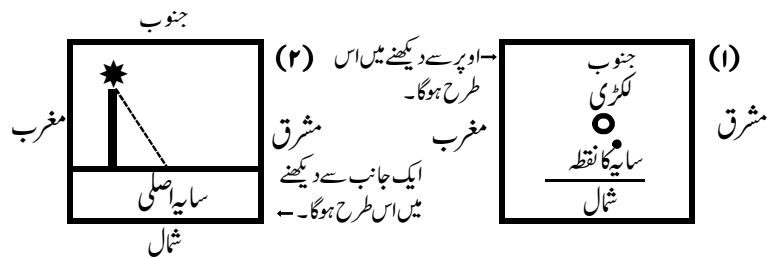 (۱)
جنوب
لکڑی
سایہ کا نقطہ
شمال
مشرق
مغرب
←اوپر سے دیکھنے میں اس
طرح ہوگا۔
(۲)
جنوب
مشرق
مغرب
سایہ اصلی
شمال
ایک جانب سے دیکھنے
میں اس طرح ہوگا۔←